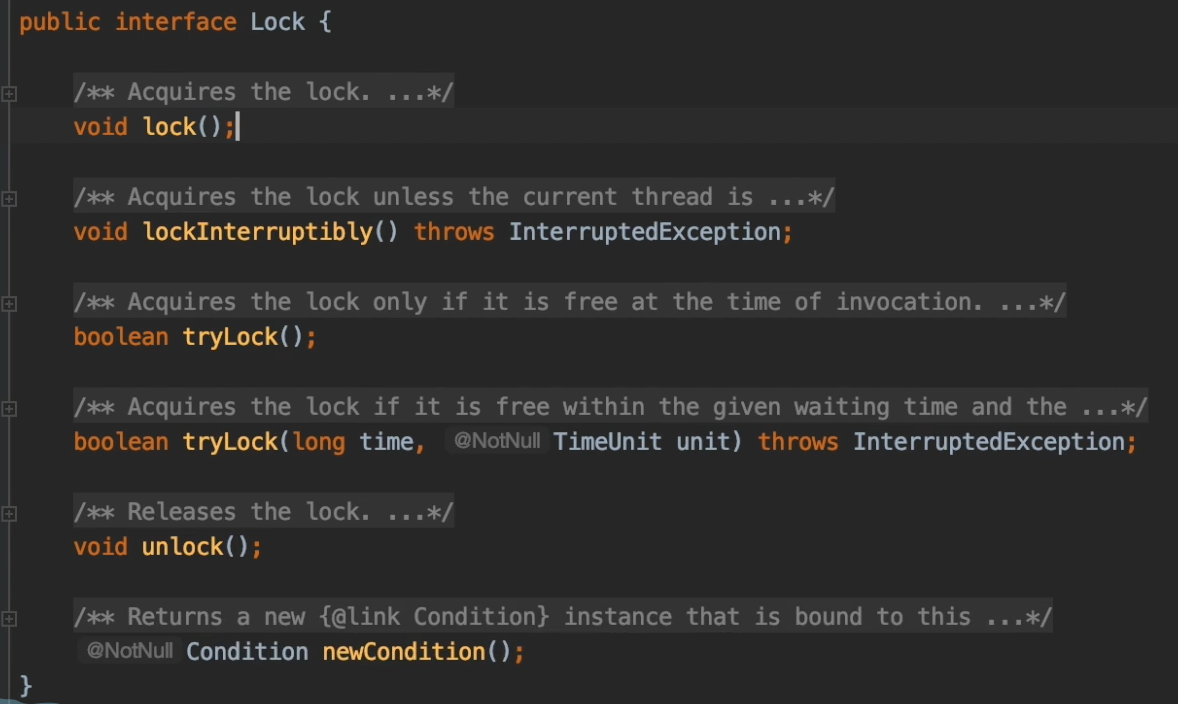 public interface Lock {
/** Acquires the lock. ...*/
void lock();
/** Acquires the lock unless the current thread is ...*/
void lockInterruptibly() throws InterruptedException;
/** Acquires the lock only if it is free at the time of invocation. ...*/
boolean tryLock();
/** Acquires the lock if it is free within the given waiting time and the ...*/
boolean tryLock(long time, @NotNull TimeUnit unit) throws InterruptedException;
/** Releases the lock. ...*/
void unlock();
/** Returns a new {@link Condition} instance that is bound to this ...*/
@NotNull Condition newCondition();
}